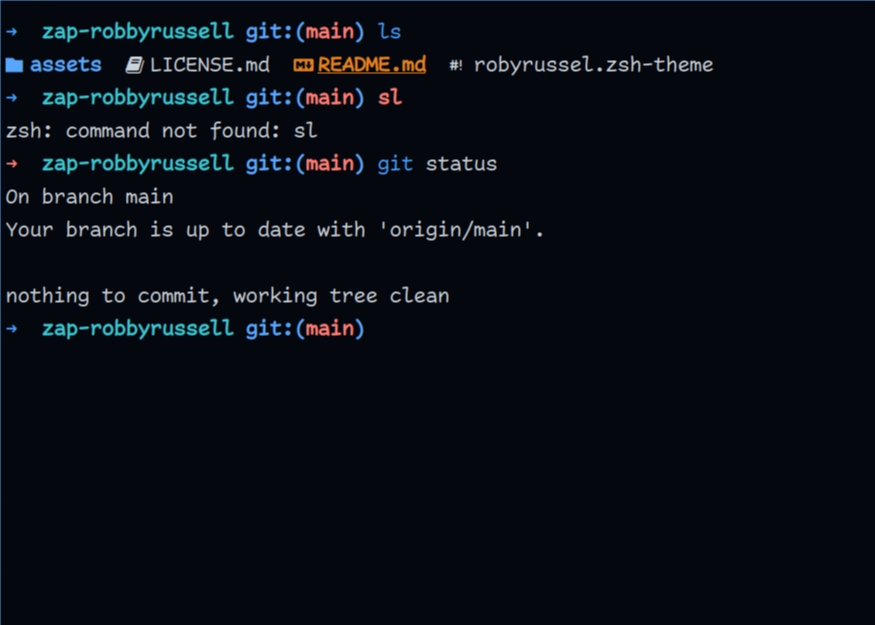 → zap-robbyrussell git:(main) ls
assets LICENSE.md README.md #! robyrussel.zsh-theme
→ zap-robbyrussell git:(main) sl
zsh: command not found: sl
→ zap-robbyrussell git:(main) git status
On branch main
Your branch is up to date with 'origin/main'.
nothing to commit, working tree clean
→ zap-robbyrussell git:(main)